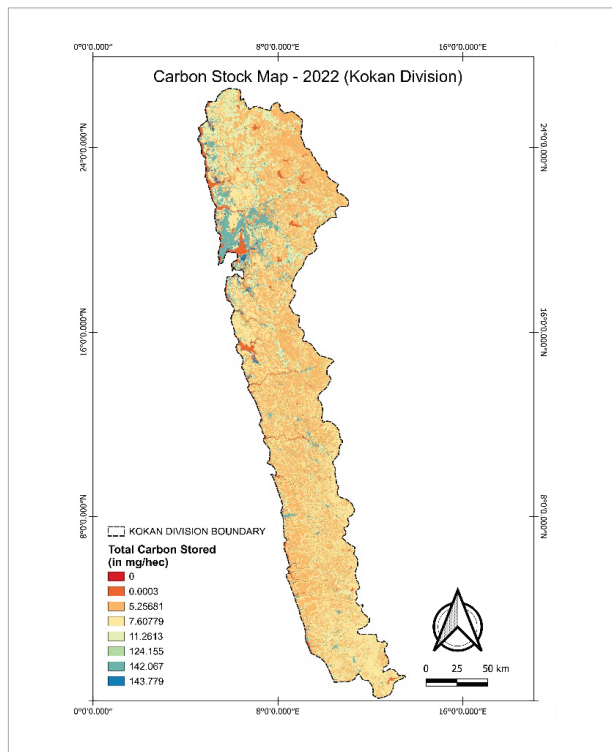 0°0'0.000"E 8°0'0.000"E 16°0'0.000"E
Carbon Stock Map - 2022 (Kokan Division)
24°0'0.000"N 24°0'0.000"N
16°0'0.000"N 16°0'0.000"N
8°0'0.000"N 8°0'0.000"N
KOKAN DIVISION BOUNDARY
Total Carbon Stored
(in mg/hec)
0
0.0003
5.25681
7.60779
11.2613
124.155
142.067
143.779
0 25 50 km
0°0'0.000"E 8°0'0.000"E 16°0'0.000"E